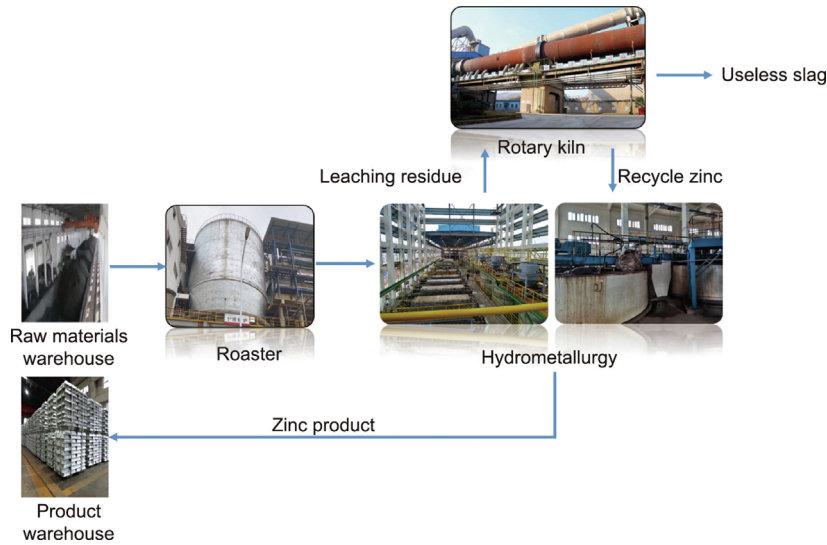 Useless slag
Rotary kiln
Leaching residue
Recycle zinc
Raw materials
warehouse
Roaster
Hydrometallurgy
Zinc product
Product
warehouse